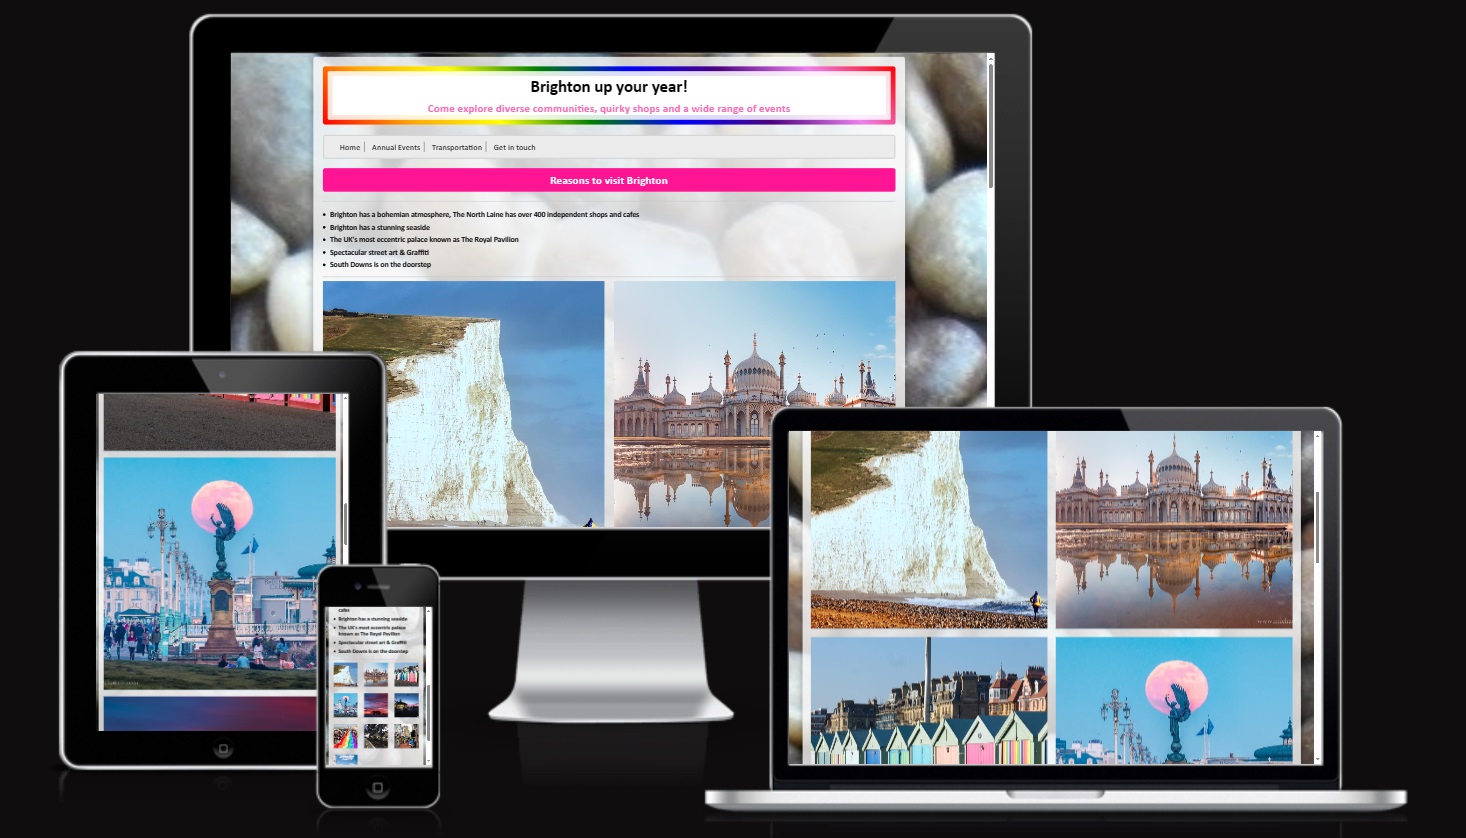 Brighton up your year!
Come explore diverse communities, quirky shops and a wide range of events
Home
Annual Events
Transportation
Get in touch
Reasons to visit Brighton
Brighton has a bohemian atmosphere, The North Laine has over 400 independent shops and cafes
Brighton has a stunning seaside
The UK's most eccentric palace known as The Royal Pavilion
Spectacular street art & Graffiti
South Downs is on the doorstep
cafes
Brighton has a stunning seaside
The UK's most eccentric palace
known as The Royal Pavilion
Spectacular street art & Graffiti
South Downs is on the doorstep